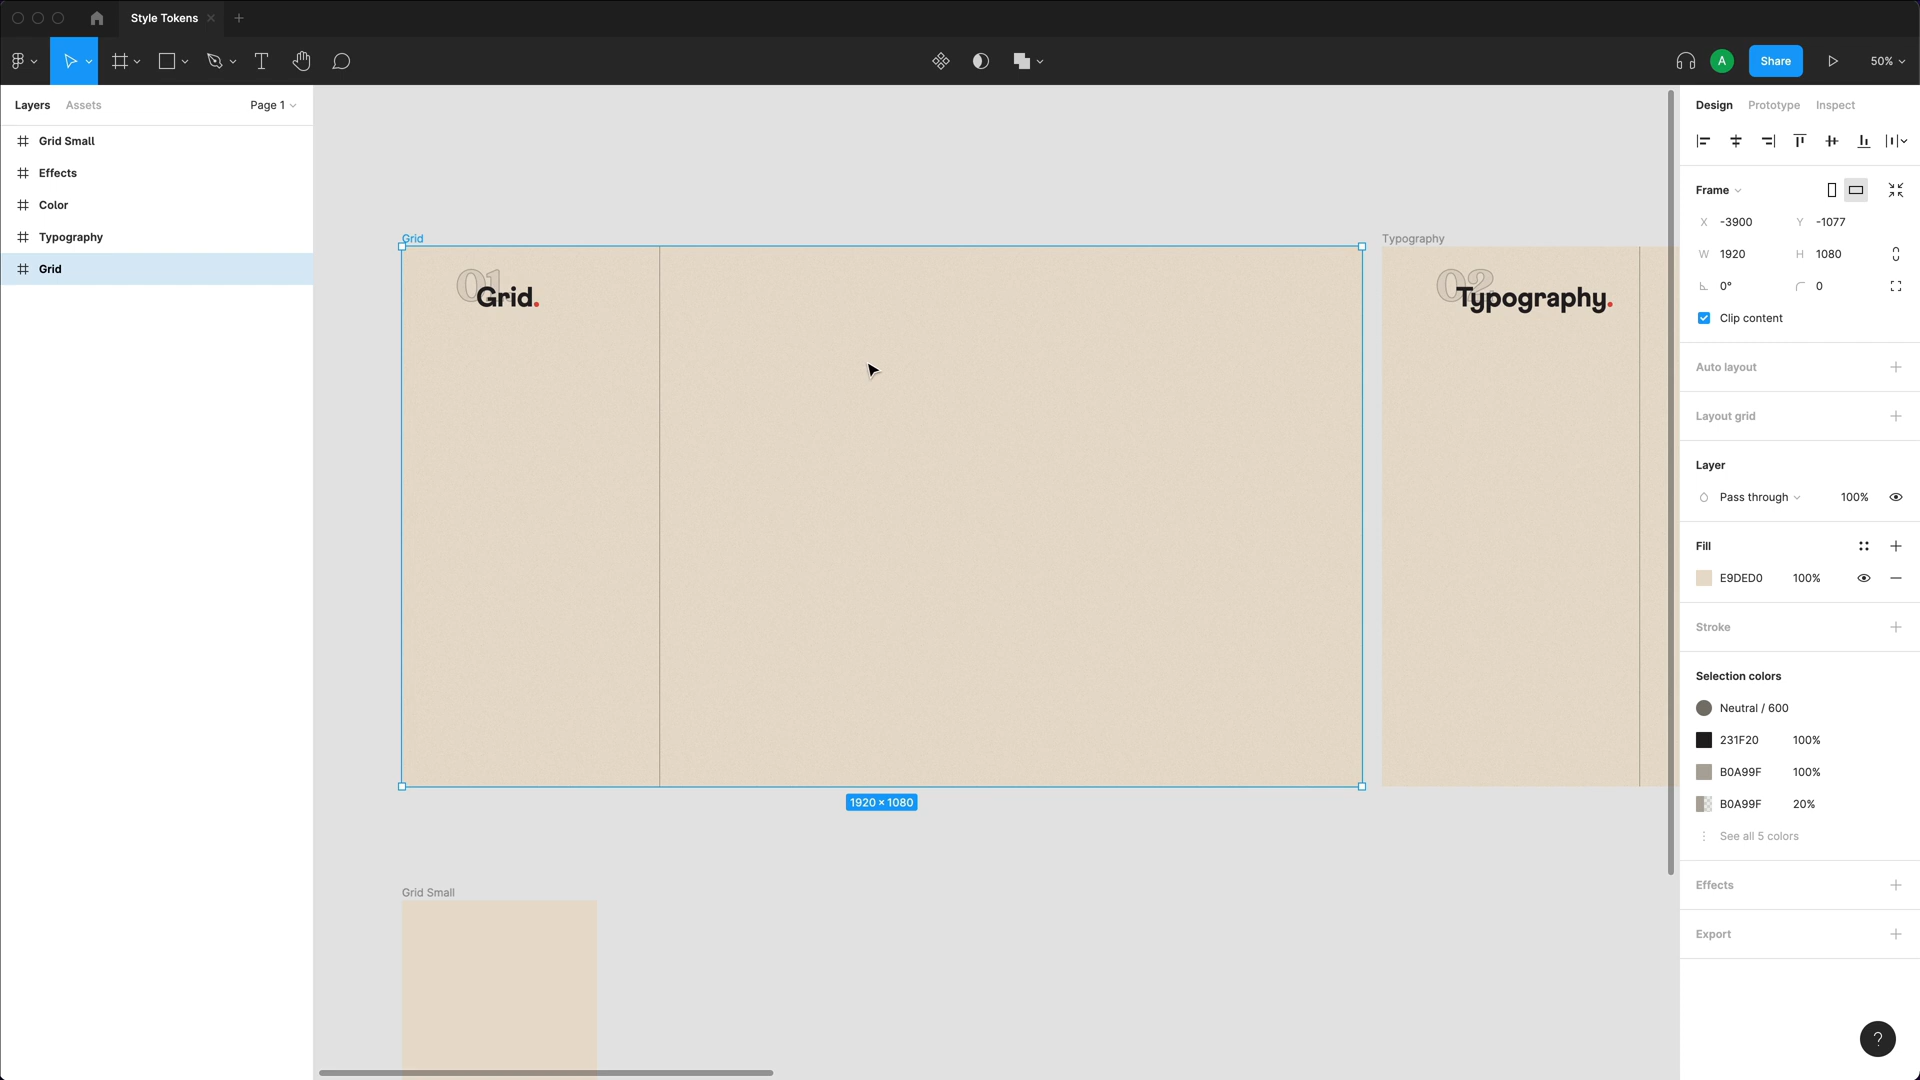 Style Tokens
Share
A
50%
Layers
Assets
Page 1
Grid Small
Effects
Color
Typography
Grid
Grid
01
Grid.
1920 × 1080
Typography
02
Typography.
Grid Small
Design
Prototype
Inspect
Frame
X -3900 Y -1077
W 1920 H 1080
0° 0
Clip content
Auto layout
Layout grid
Layer
Pass through 100%
Fill
E9DED0 100%
Stroke
Selection colors
Neutral / 600
231F20 100%
B0A99F 100%
B0A99F 20%
See all 5 colors
Effects
Export
?